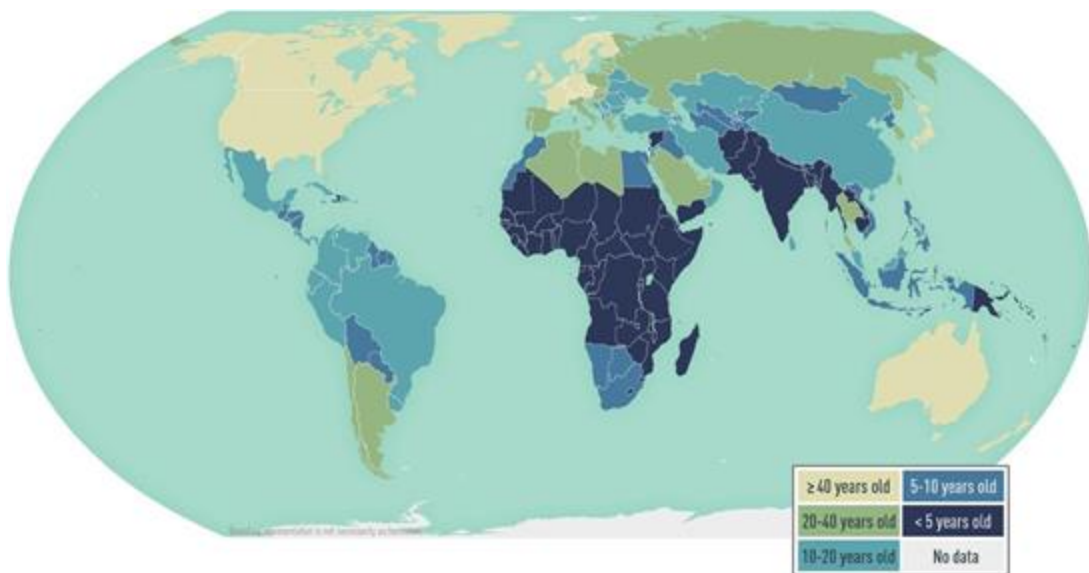 ≥ 40 years old
5-10 years old
20-40 years old
< 5 years old
10-20 years old
No data